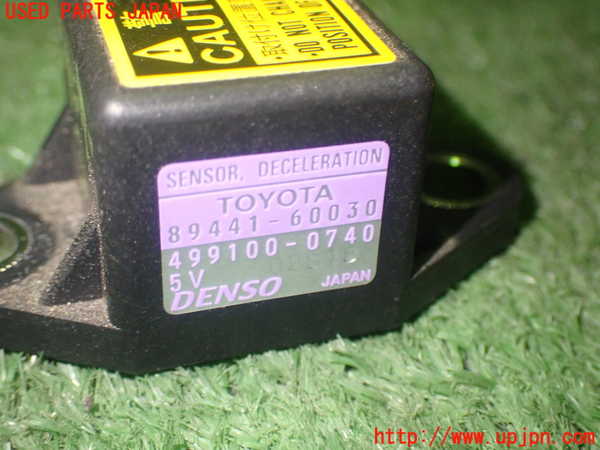 USED PARTS JAPAN
CAUT
DO NOT
POSITION
SENSOR, DECELERATION
TOYOTA
89441-60030
499100-0740
5V
DENSO JAPAN
http://www.upjpn.com/